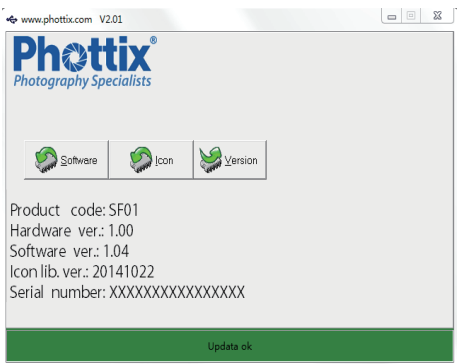 www.phottix.com V2.01
Phottix®
Photography Specialists
Software Icon Version
Product code: SF01
Hardware ver.: 1.00
Software ver.: 1.04
Icon lib. ver.: 20141022
Serial number: XXXXXXXXXXXXXXXX
Updata ok